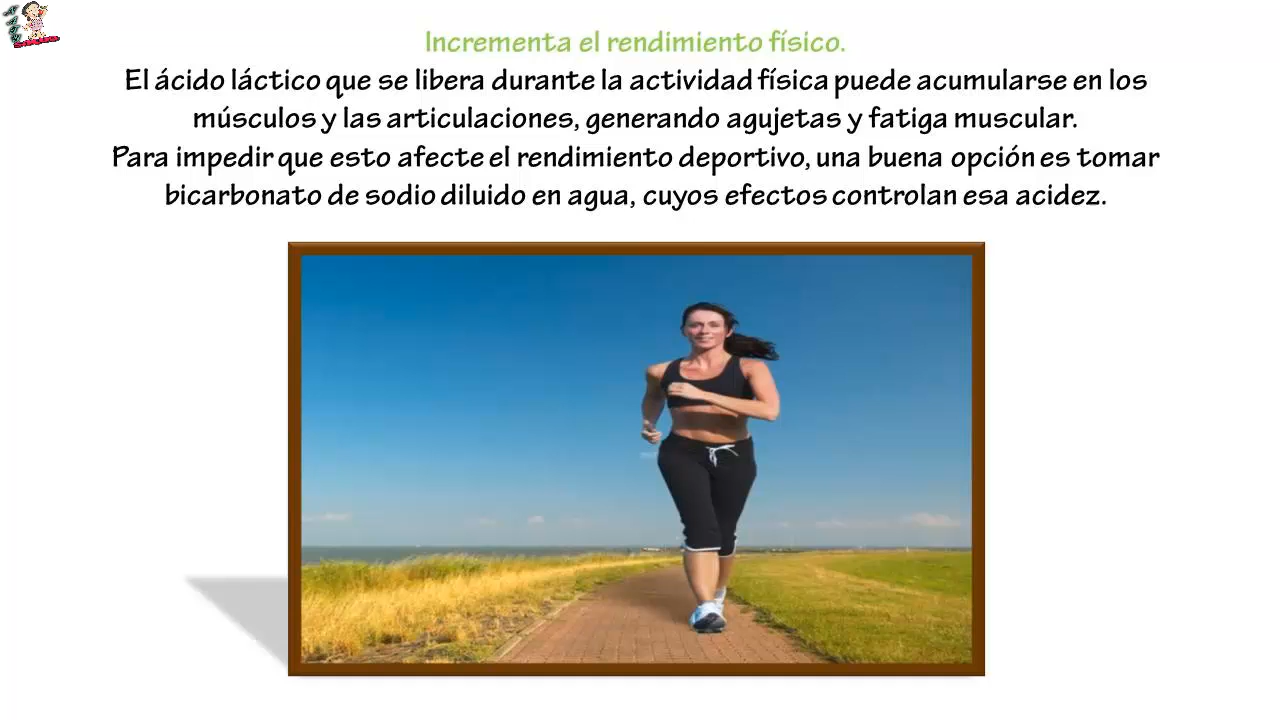 Incrementa el rendimiento físico.
El ácido láctico que se libera durante la actividad física puede acumularse en los
músculos y las articulaciones, generando agujetas y fatiga muscular.
Para impedir que esto afecte el rendimiento deportivo, una buena opción es tomar
bicarbonato de sodio diluido en agua, cuyos efectos controlan esa acidez.